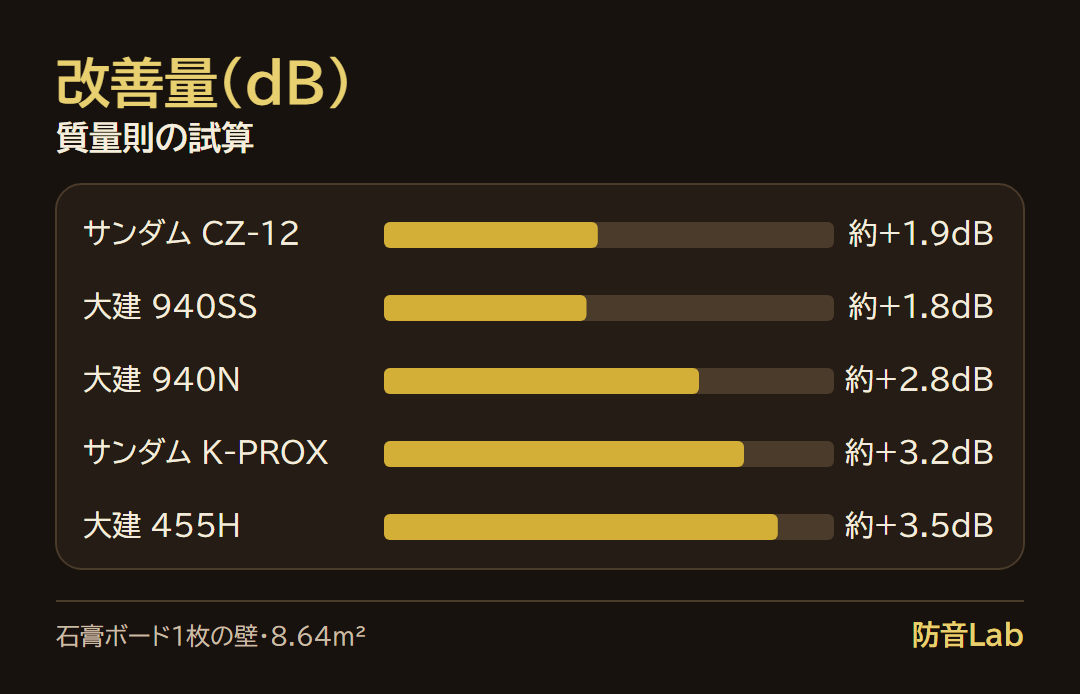 改善量(dB)
質量則の試算
サンダム CZ-12 約+1.9dB
大建 940SS 約+1.8dB
大建 940N 約+2.8dB
サンダム K-PROX 約+3.2dB
大建 455H 約+3.5dB
石膏ボード1枚の壁・8.64m² 防音Lab